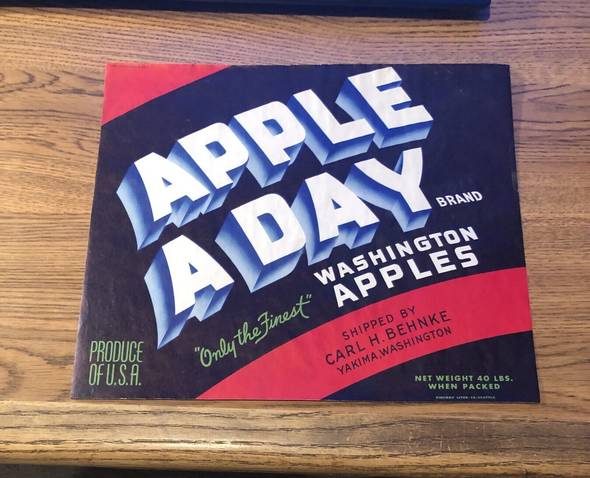 APPLE
A DAY
BRAND
WASHINGTON
APPLES
"Only the Finest"
SHIPPED BY
CARL H. BEHNKE
YAKIMA, WASHINGTON
PRODUCE
OF U.S.A.
NET WEIGHT 40 LBS.
WHEN PACKED